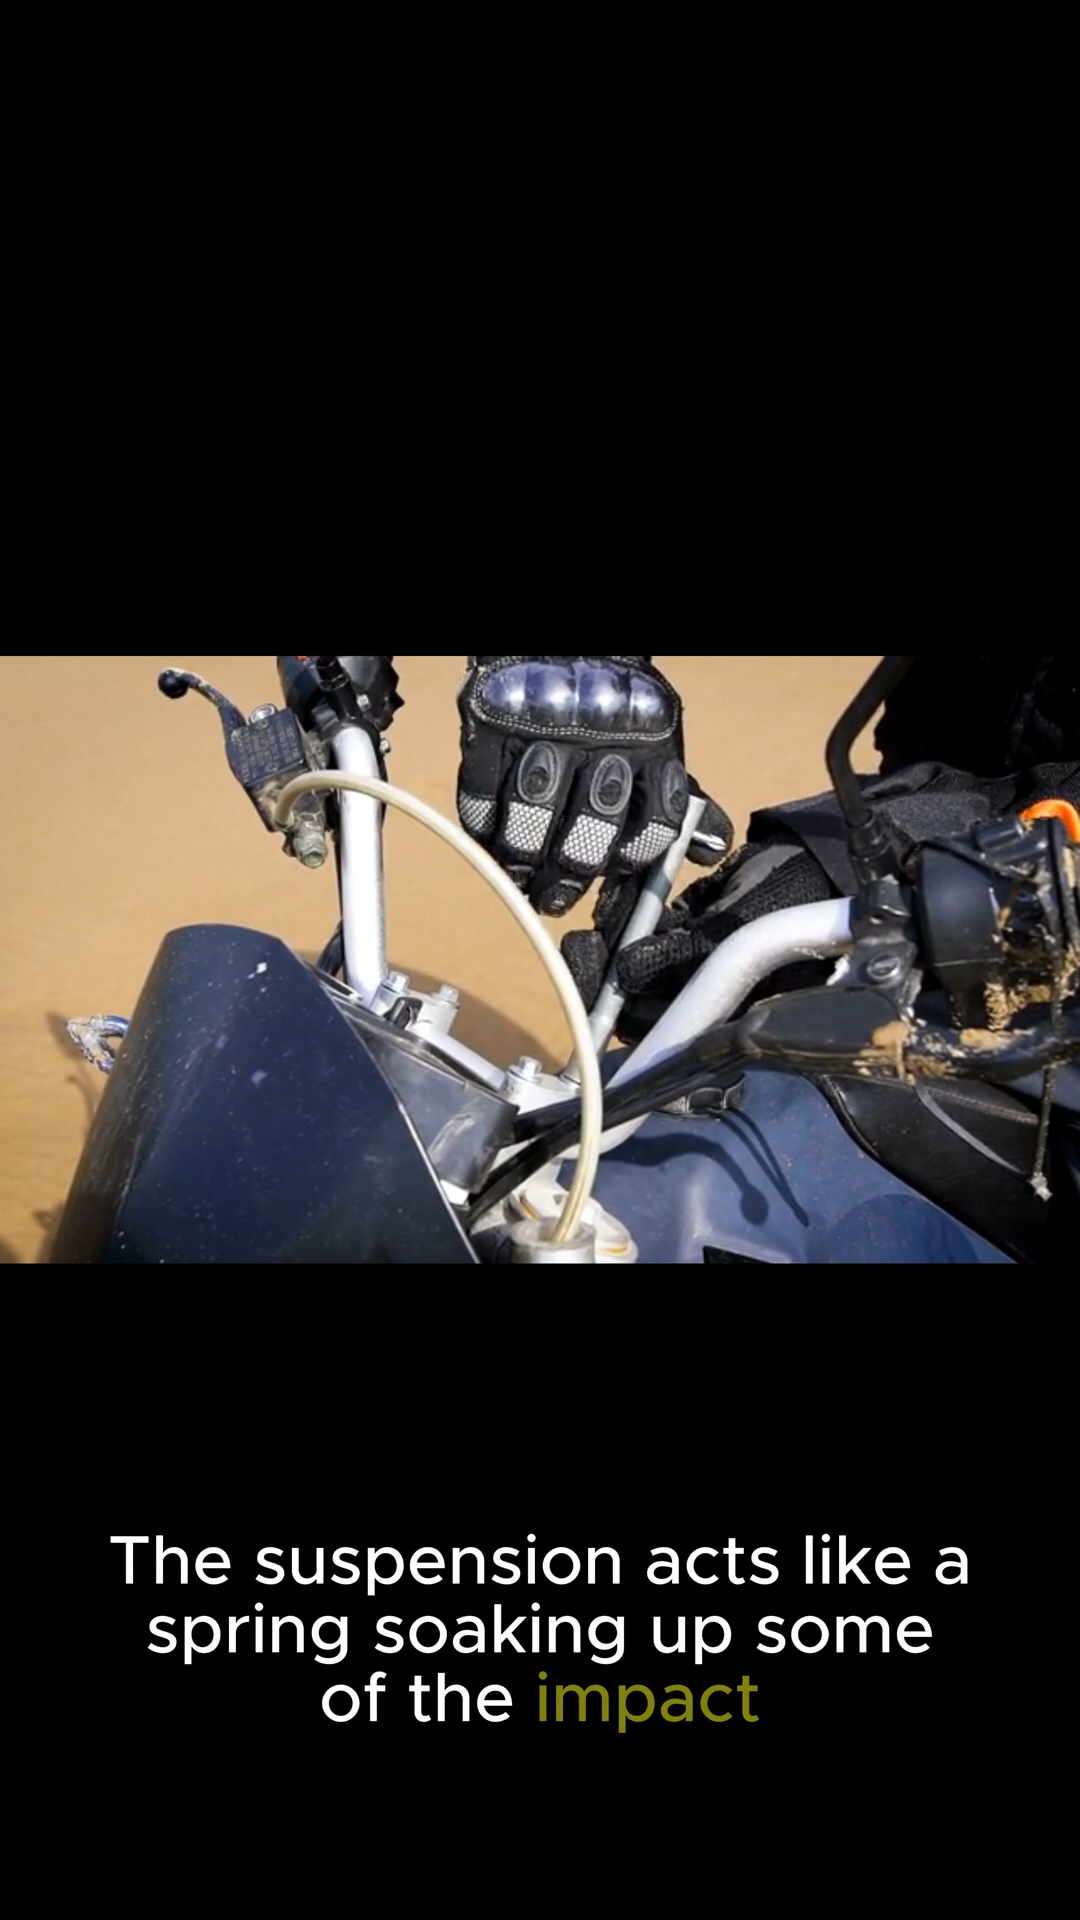 The suspension acts like a
spring soaking up some
of the impact